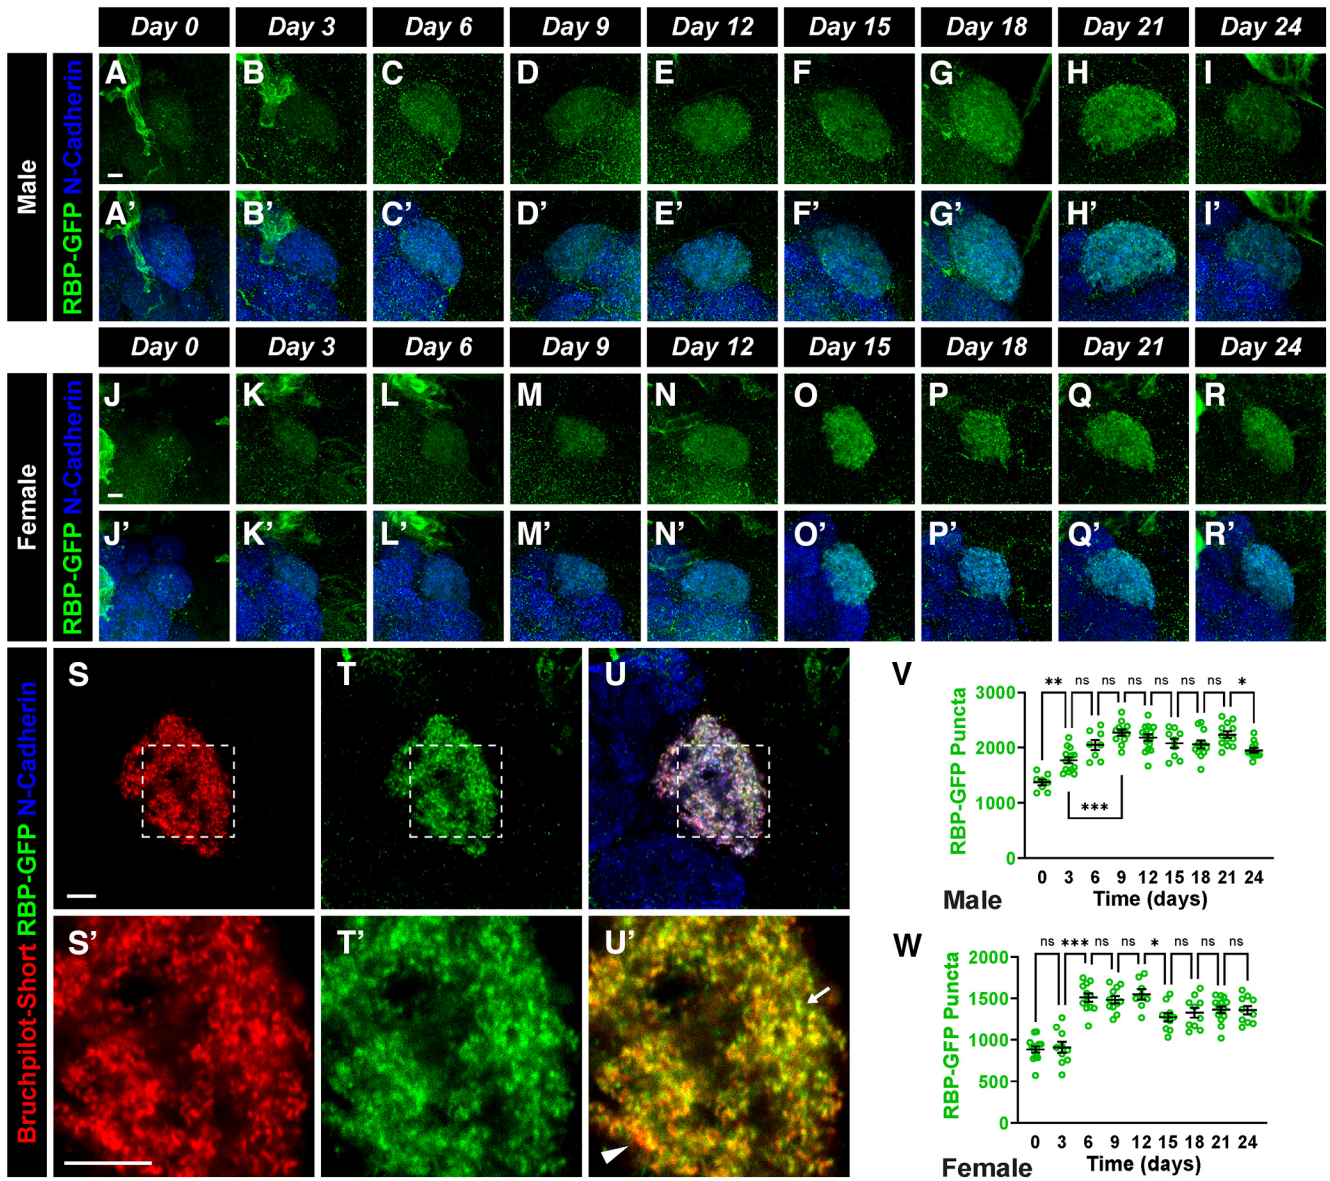 Day 0 Day 3 Day 6 Day 9 Day 12 Day 15 Day 18 Day 21 Day 24
Male
RBP-GFP N-Cadherin
A B C D E F G H I
A’ B’ C’ D’ E’ F’ G’ H’ I’
Day 0 Day 3 Day 6 Day 9 Day 12 Day 15 Day 18 Day 21 Day 24
Female
RBP-GFP N-Cadherin
J K L M N O P Q R
J’ K’ L’ M’ N’ O’ P’ Q’ R’
Bruchpilot-Short RBP-GFP N-Cadherin
S T U
S’ T’ U’
V
** ns ns ns ns ns ns *
***
RBP-GFP Puncta
3000
2000
1000
0
0 3 6 9 12 15 18 21 24
Male Time (days)
W
ns *** ns ns * ns ns ns
RBP-GFP Puncta
2000
1500
1000
500
0
0 3 6 9 12 15 18 21 24
Female Time (days)